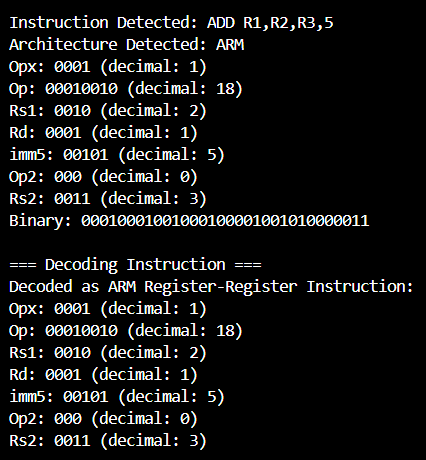 Instruction Detected: ADD R1,R2,R3,5
Architecture Detected: ARM
Opx: 0001 (decimal: 1)
Op: 00010010 (decimal: 18)
Rs1: 0010 (decimal: 2)
Rd: 0001 (decimal: 1)
imm5: 00101 (decimal: 5)
Op2: 000 (decimal: 0)
Rs2: 0011 (decimal: 3)
Binary: 00010001001000100001001010000011
=== Decoding Instruction ===
Decoded as ARM Register-Register Instruction:
Opx: 0001 (decimal: 1)
Op: 00010010 (decimal: 18)
Rs1: 0010 (decimal: 2)
Rd: 0001 (decimal: 1)
imm5: 00101 (decimal: 5)
Op2: 000 (decimal: 0)
Rs2: 0011 (decimal: 3)